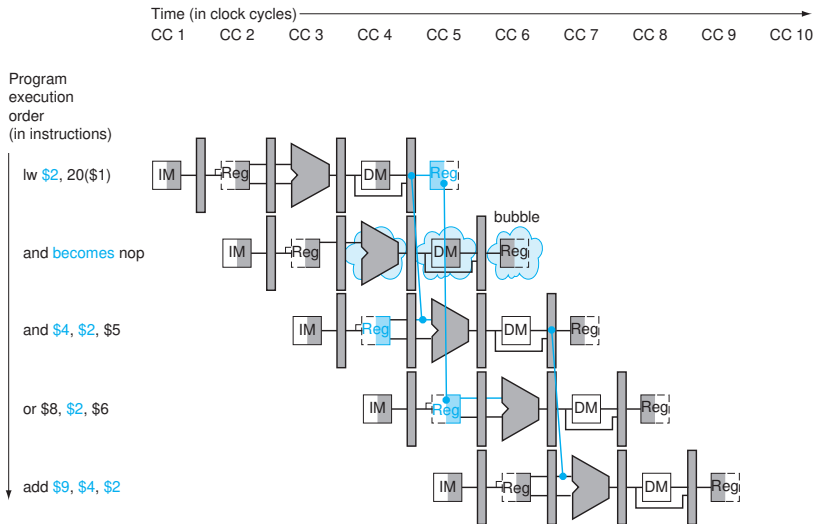 Time (in clock cycles)
CC 1 CC 2 CC 3 CC 4 CC 5 CC 6 CC 7 CC 8 CC 9 CC 10
Program
execution
order
(in instructions)
lw $2, 20($1)
IM Reg DM Reg
bubble
and becomes nop
IM Reg DM Reg
and $4, $2, $5
IM Reg DM Reg
or $8, $2, $6
IM Reg DM Reg
add $9, $4, $2
IM Reg DM Reg